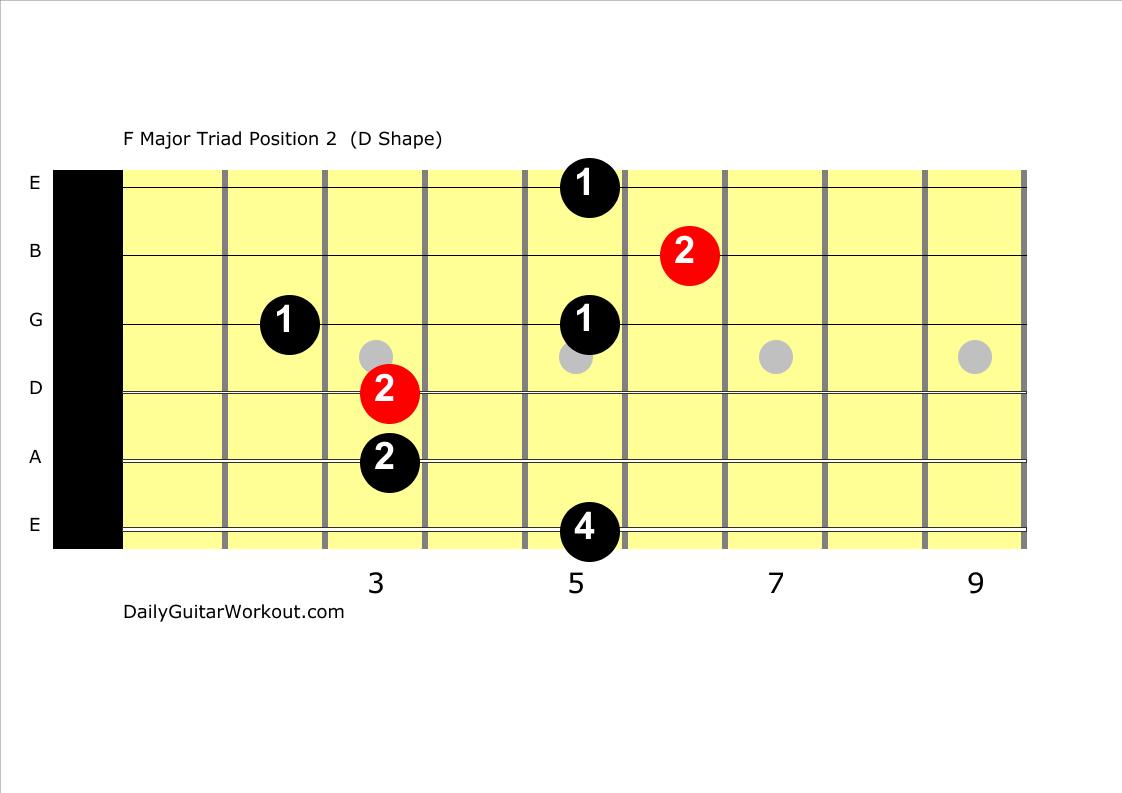 F Major Triad Position 2 (D Shape)
E 1
B 2
G 1 1
D 2
A 2
E 4
3 5 7 9
DailyGuitarWorkout.com